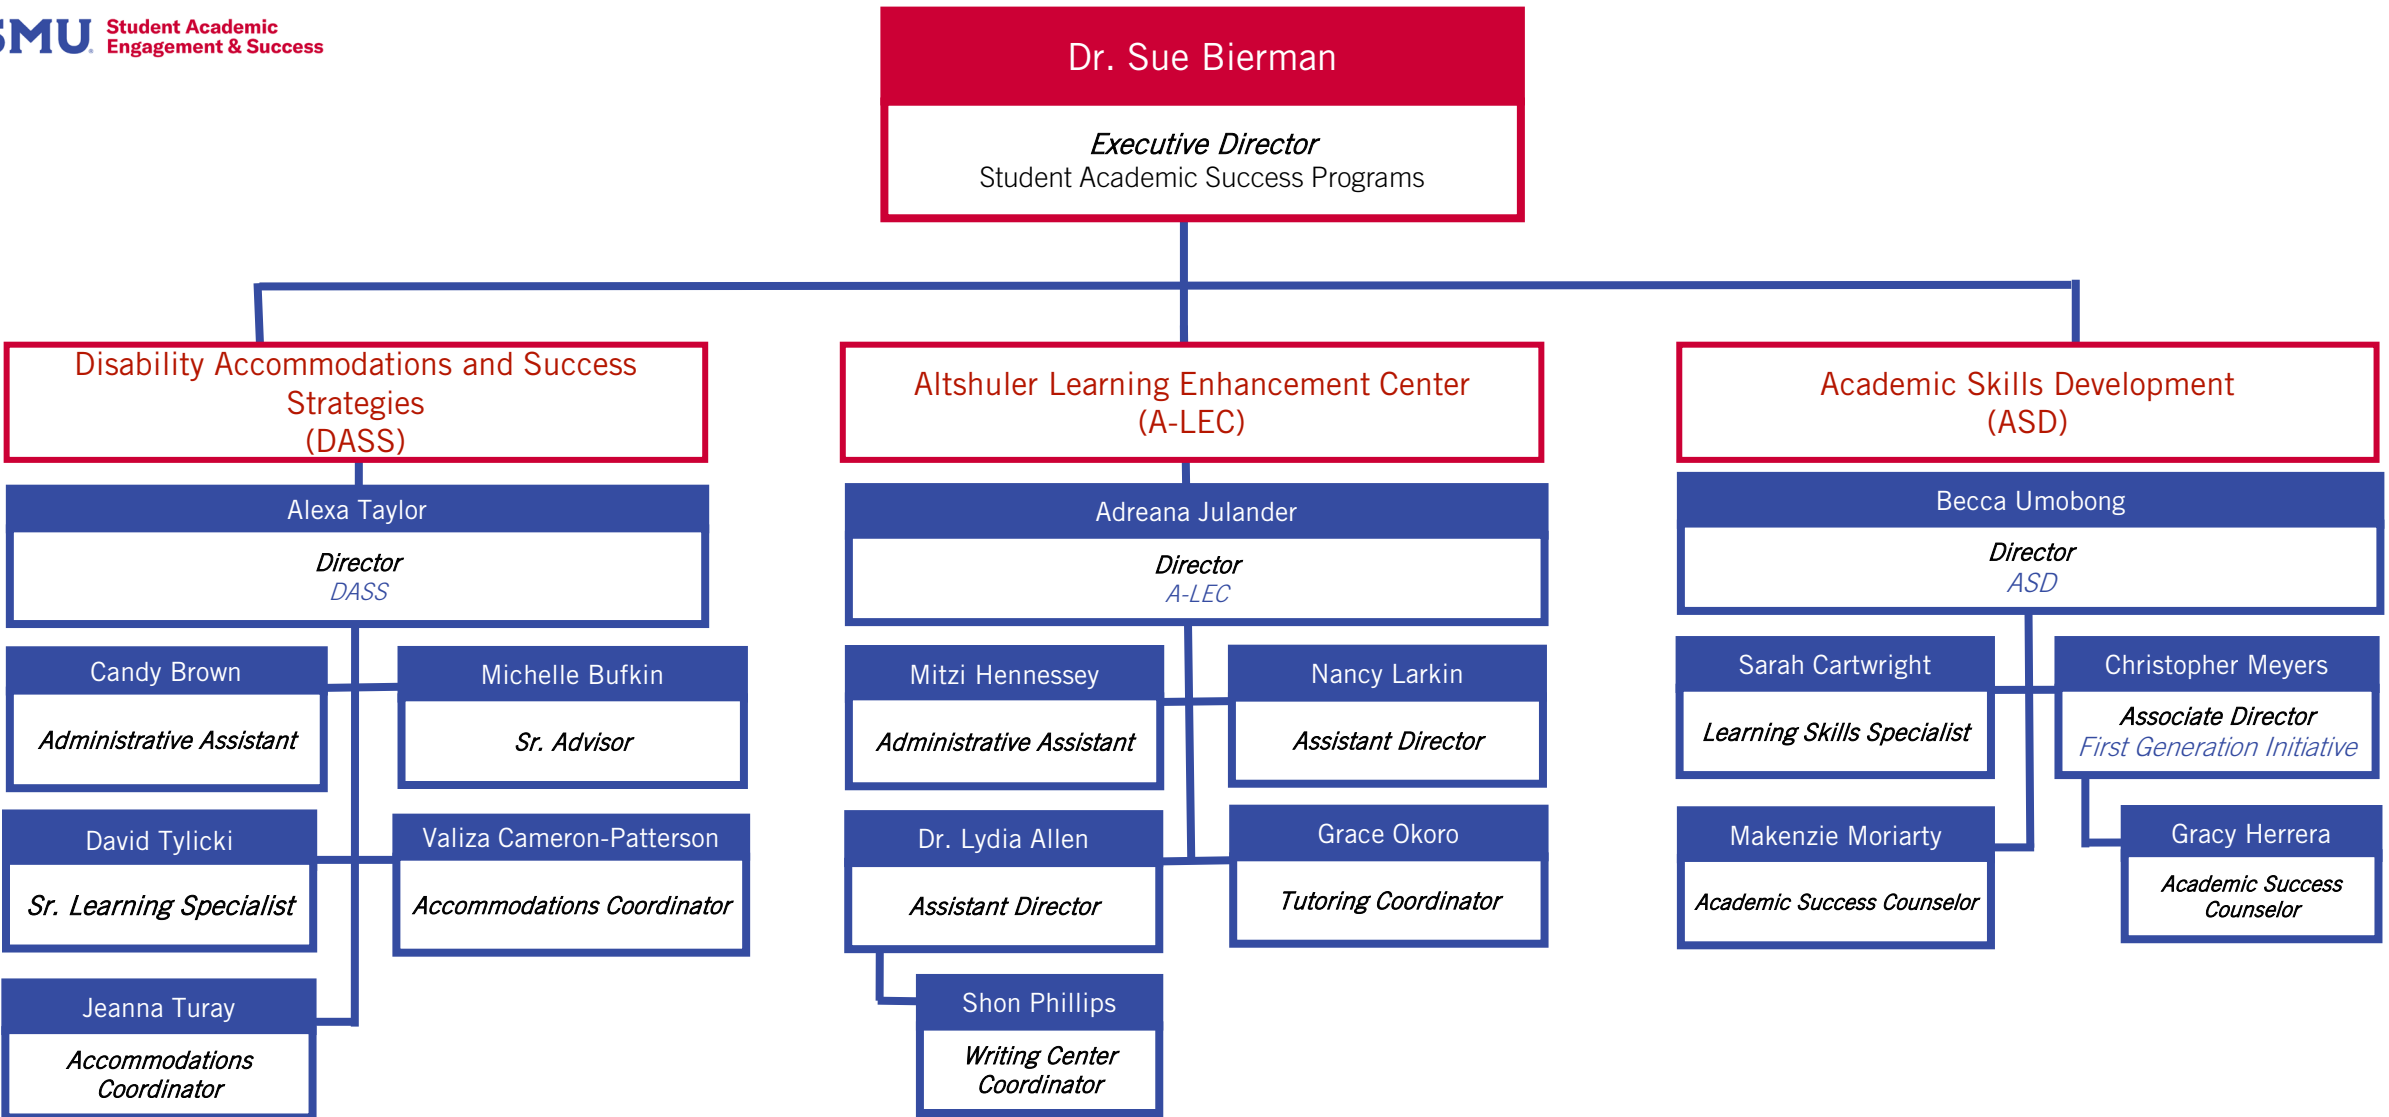 SMU Student Academic
Engagement & Success
Dr. Sue Bierman
Executive Director
Student Academic Success Programs
Disability Accommodations and Success
Strategies
(DASS)
Alexa Taylor
Director
DASS
Candy Brown
Administrative Assistant
Michelle Bufkin
Sr. Advisor
David Tylicki
Sr. Learning Specialist
Valiza Cameron-Patterson
Accommodations Coordinator
Jeanna Turay
Accommodations
Coordinator
Altshuler Learning Enhancement Center
(A-LEC)
Adreana Julander
Director
A-LEC
Mitzi Hennessey
Administrative Assistant
Nancy Larkin
Assistant Director
Dr. Lydia Allen
Assistant Director
Grace Okoro
Tutoring Coordinator
Shon Phillips
Writing Center
Coordinator
Academic Skills Development
(ASD)
Becca Umobong
Director
ASD
Sarah Cartwright
Learning Skills Specialist
Christopher Meyers
Associate Director
First Generation Initiative
Makenzie Moriarty
Academic Success Counselor
Gracy Herrera
Academic Success
Counselor